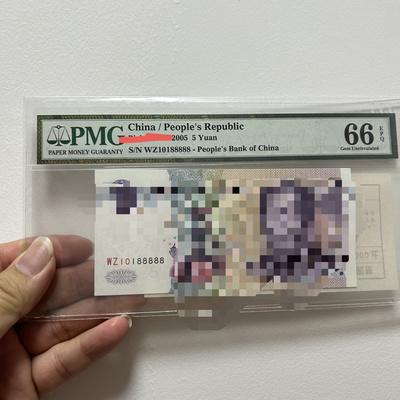 PMG
PAPER MONEY GUARANTY
China / People's Republic
2005 5 Yuan
S/N WZ10188888 - People's Bank of China
66 EPQ
Gem Uncirculated
WZ10188888